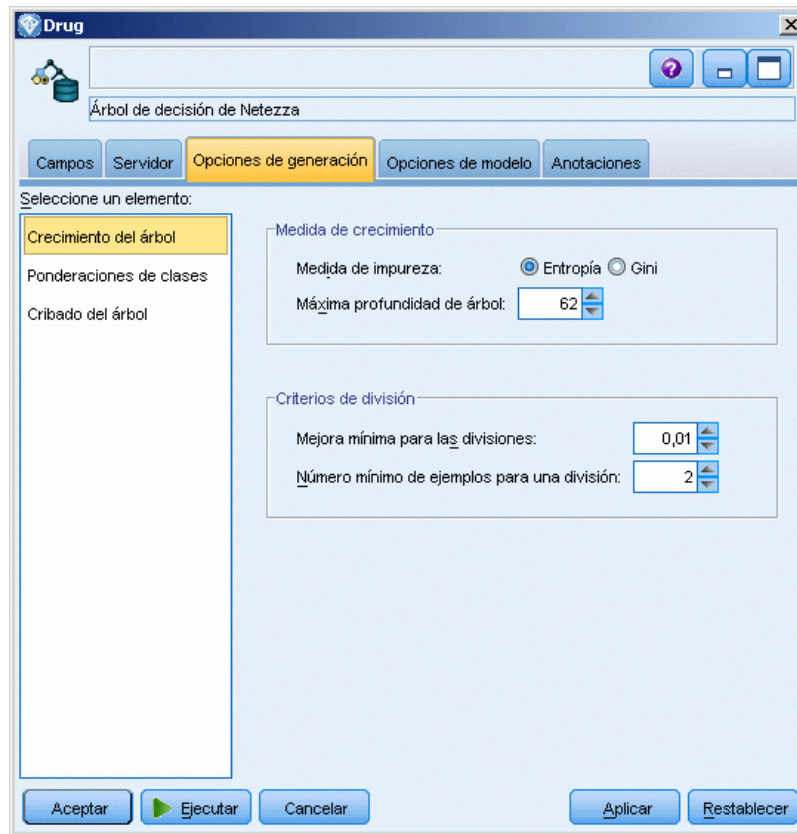 Drug
Árbol de decisión de Netezza
Campos Servidor Opciones de generación Opciones de modelo Anotaciones
Seleccione un elemento:
Crecimiento del árbol
Ponderaciones de clases
Cribado del árbol
Medida de crecimiento
Medida de impureza: Entropía Gini
Máxima profundidad de árbol: 62
Criterios de división
Mejora mínima para las divisiones: 0,01
Número mínimo de ejemplos para una división: 2
Aceptar Ejecutar Cancelar Aplicar Restablecer